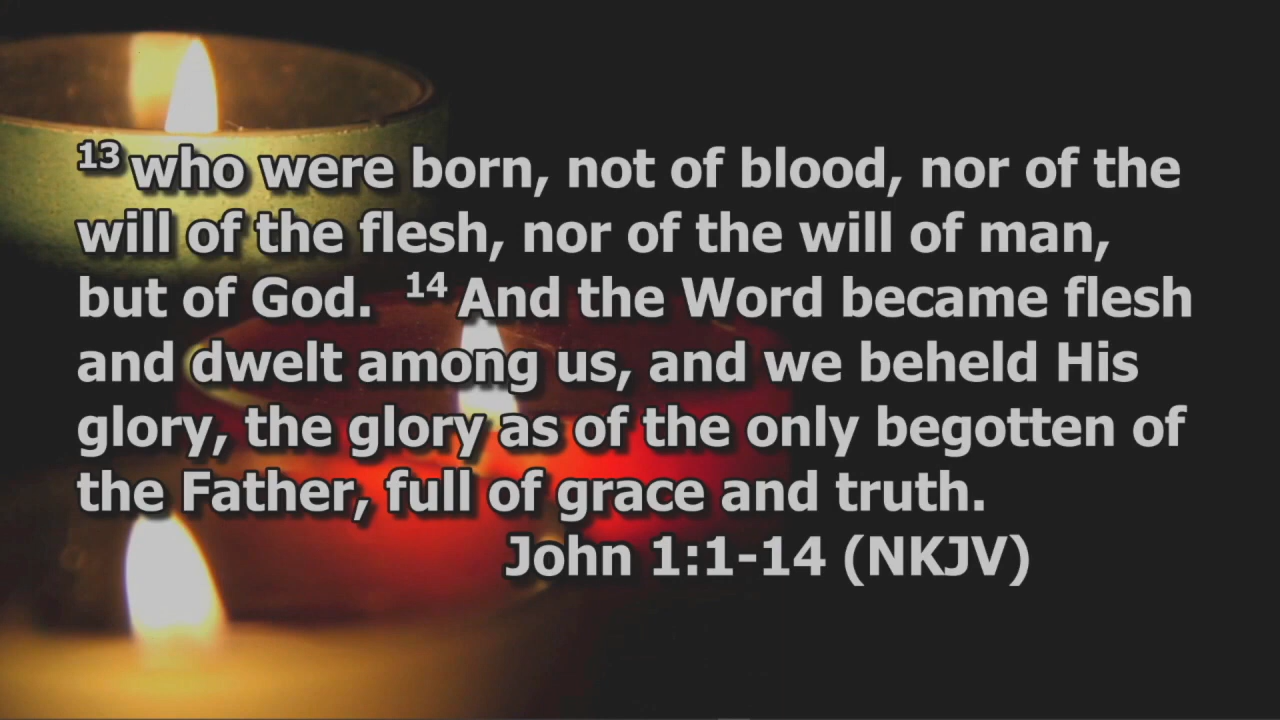 13 who were born, not of blood, nor of the
will of the flesh, nor of the will of man,
but of God. 14 And the Word became flesh
and dwelt among us, and we beheld His
glory, the glory as of the only begotten of
the Father, full of grace and truth.
John 1:1-14 (NKJV)